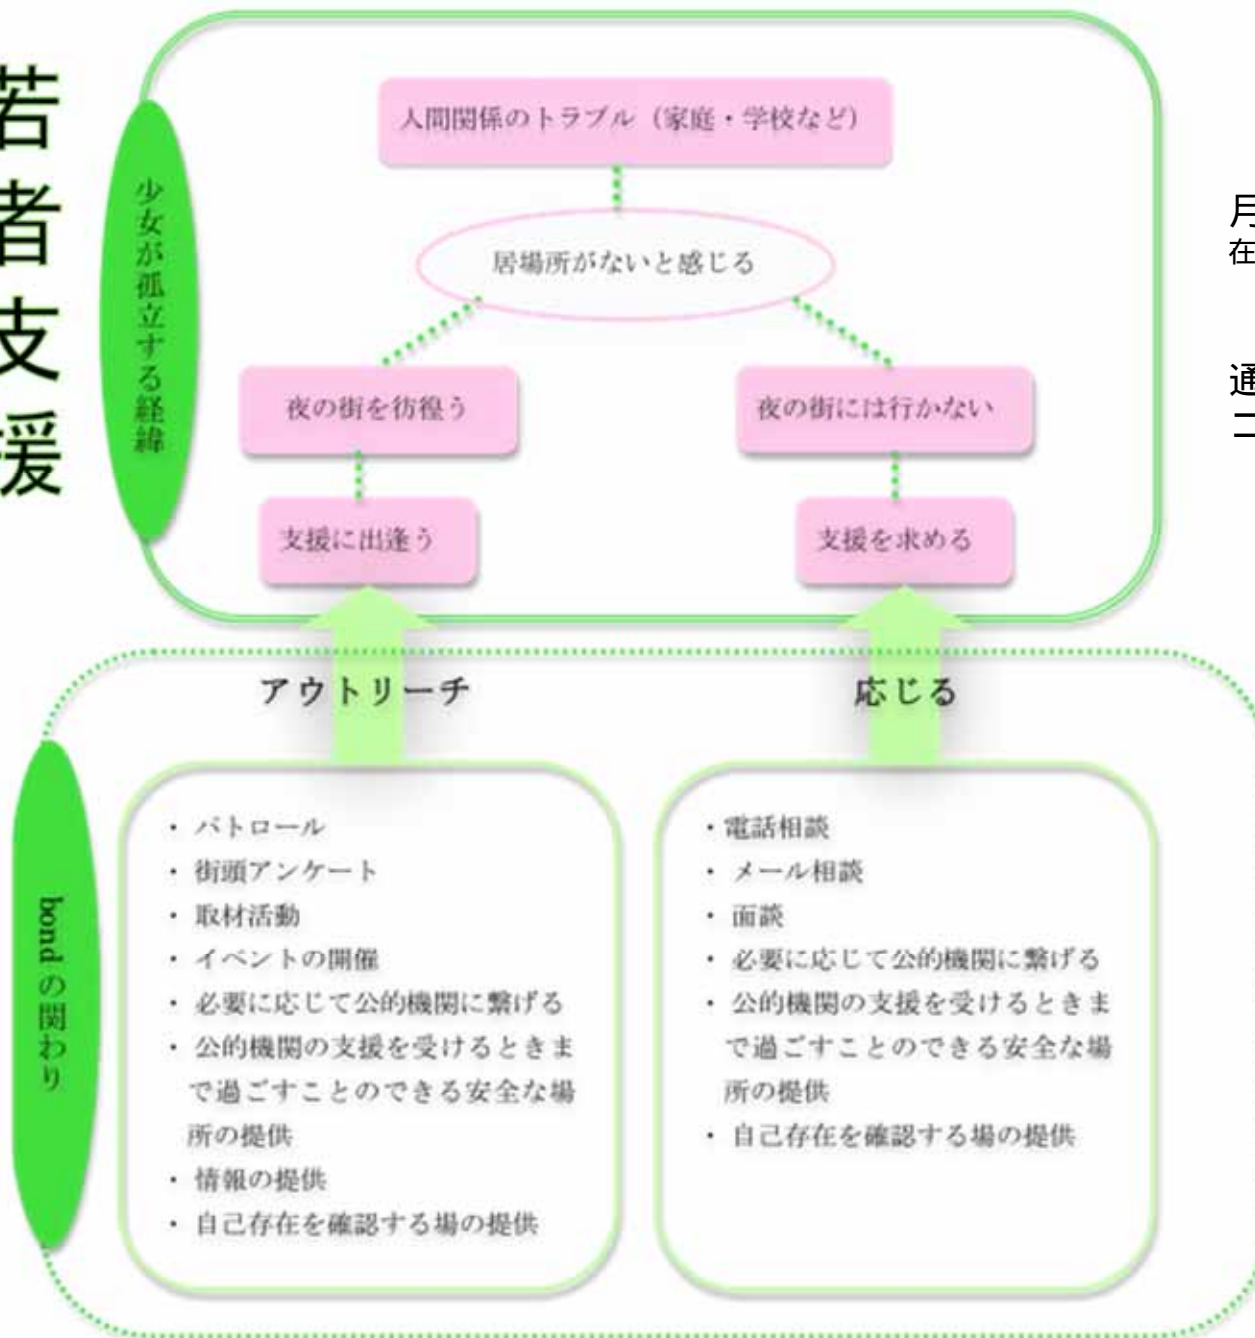 若者支援
少女が孤立する経緯
人間関係のトラブル（家庭・学校など）
居場所がないと感じる
夜の街を彷徨う
夜の街には行かない
支援に出逢う
支援を求める
bond の関わり
アウトリーチ
・ パトロール
・ 街頭アンケート
・ 取材活動
・ イベントの開催
・ 必要に応じて公的機関に繋げる
・ 公的機関の支援を受けるときま
で過ごすことのできる安全な場
所の提供
・ 情報の提供
・ 自己存在を確認する場の提供
応じる
・電話相談
・ メール相談
・ 面談
・ 必要に応じて公的機関に繋げる
・ 公的機関の支援を受けるときま
で過ごすことのできる安全な場
所の提供
・ 自己存在を確認する場の提供
在
通